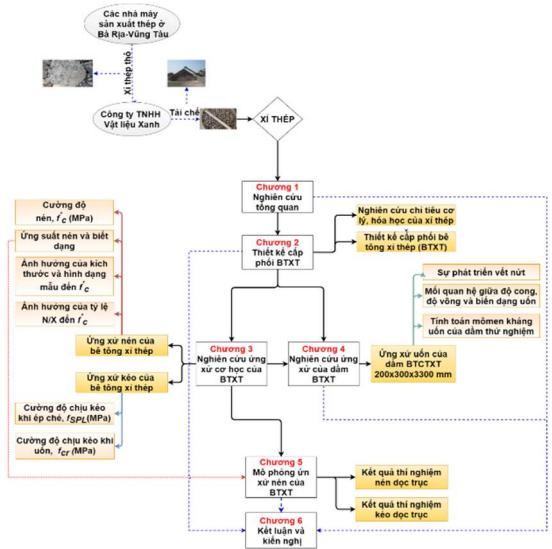 Các nhà máy
sản xuất thép ở
Bà Rịa-Vũng Tàu
Xỉ thép thô
Công ty TNHH
Vật liệu Xanh
Tái chế
XỈ THÉP
Chương 1
Nghiên cứu
tổng quan
Chương 2
Thiết kế cấp
phối BTXT
Nghiên cứu chỉ tiêu cơ
lý, hóa học của xỉ thép
Thiết kế cấp phối bê
tông xỉ thép (BTXT)
Cường độ
nén, f'c (MPa)
Ứng suất nén và biến
dạng
Ảnh hưởng của kích
thước và hình dạng
mẫu đến f'c
Ảnh hưởng của tỷ lệ
N/X đến f'c
Ứng xử nén của
bê tông xỉ thép
Ứng xử kéo của
bê tông xỉ thép
Cường độ chịu kéo
khi ép chẻ, fSPL(MPa)
Cường độ chịu kéo khi
uốn, fcr (MPa)
Chương 3
Nghiên cứu ứng
xử cơ học của
BTXT
Chương 4
Nghiên cứu ứng
xử của dầm
BTXT
Ứng xử uốn của
dầm BTCTXT
200x300x3300 mm
Sự phát triển vết nứt
Mối quan hệ giữa độ cong,
độ võng và biến dạng uốn
Tính toán mômen kháng
uốn của dầm thử nghiệm
Chương 5
Mô phỏng ứn
xử nén của
BTXT
Kết quả thí nghiệm
nén dọc trục
Kết quả thí nghiệm
kéo dọc trục
Chương 6
Kết luận và
kiến nghị